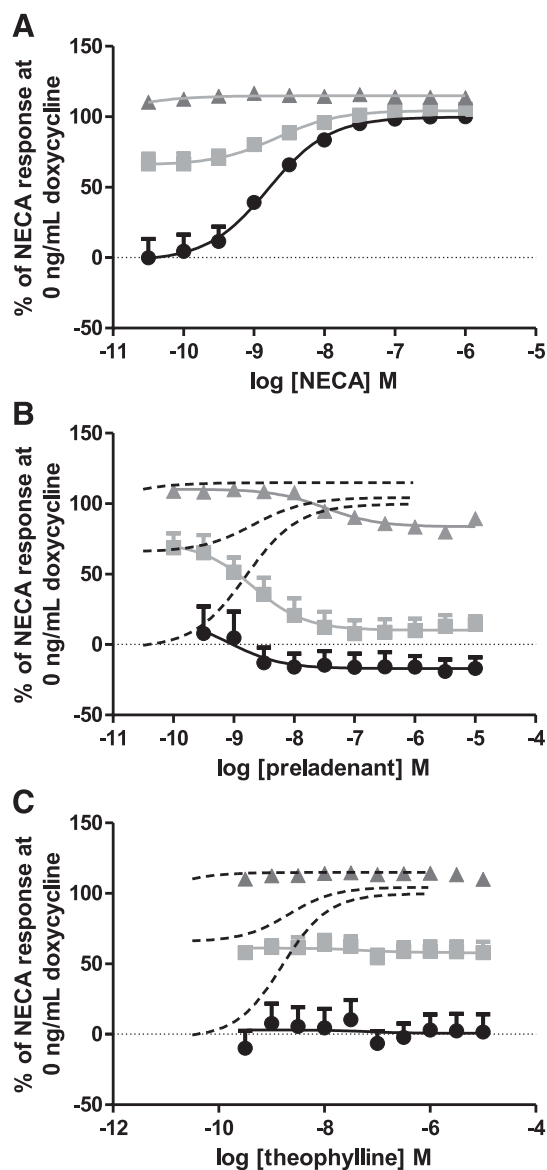 A
% of NECA response at
0 ng/mL doxycycline
150
100
50
0
-50
-11 -10 -9 -8 -7 -6 -5
log [NECA] M
B
% of NECA response at
0 ng/mL doxycycline
150
100
50
0
-50
-11 -10 -9 -8 -7 -6 -5 -4
log [preladenant] M
C
% of NECA response at
0 ng/mL doxycycline
150
100
50
0
-50
-12 -10 -8 -6 -4
log [theophylline] M